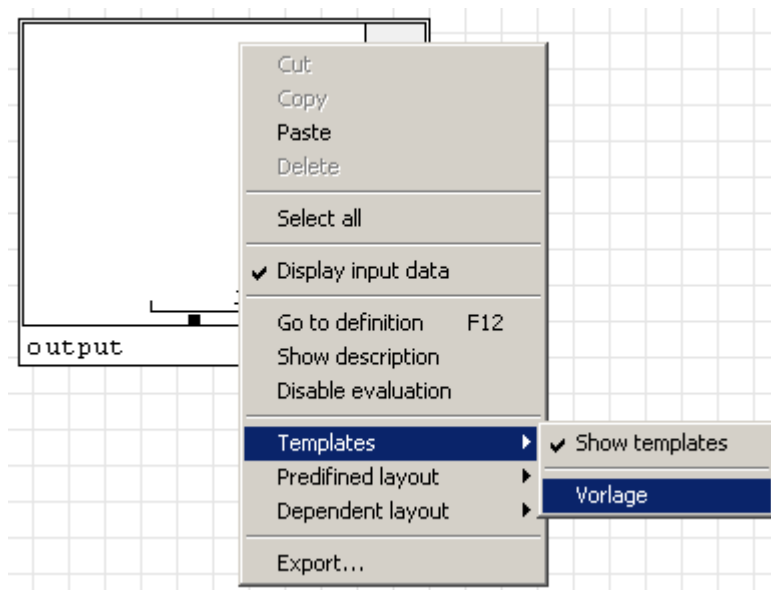 Cut
Copy
Paste
Delete
Select all
Display input data
Go to definition F12
Show description
Disable evaluation
Templates
Predifined layout
Dependent layout
Export...
Show templates
Vorlage
output